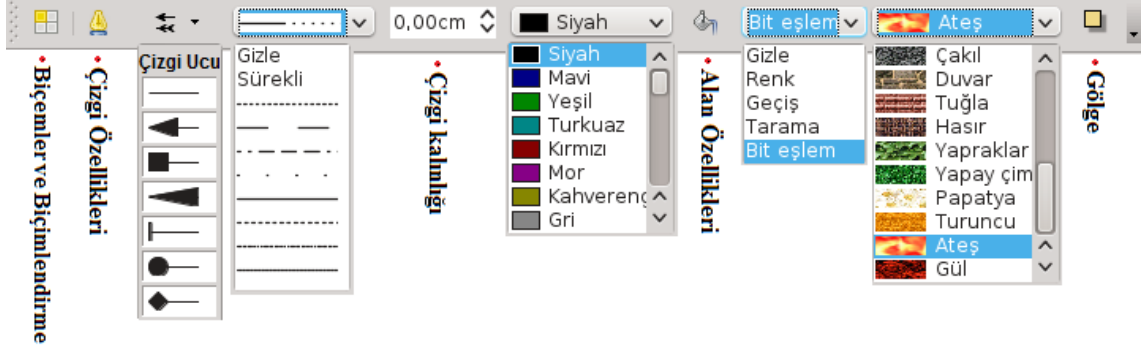 0,00cm
Siyah
Bit eşlem
Ateş
• Biçemler ve Biçimlendirme
• Çizgi Özellikleri
Çizgi Ucu
Gizle
Sürekli
• Çizgi kalınlığı
Siyah
Mavi
Yeşil
Turkuaz
Kırmızı
Mor
Kahvereng
Gri
• Alan Özellikleri
Gizle
Renk
Geçiş
Tarama
Bit eşlem
Çakıl
Duvar
Tuğla
Hasır
Yapraklar
Yapay çim
Papatya
Turuncu
Ateş
Gül
• Gölge